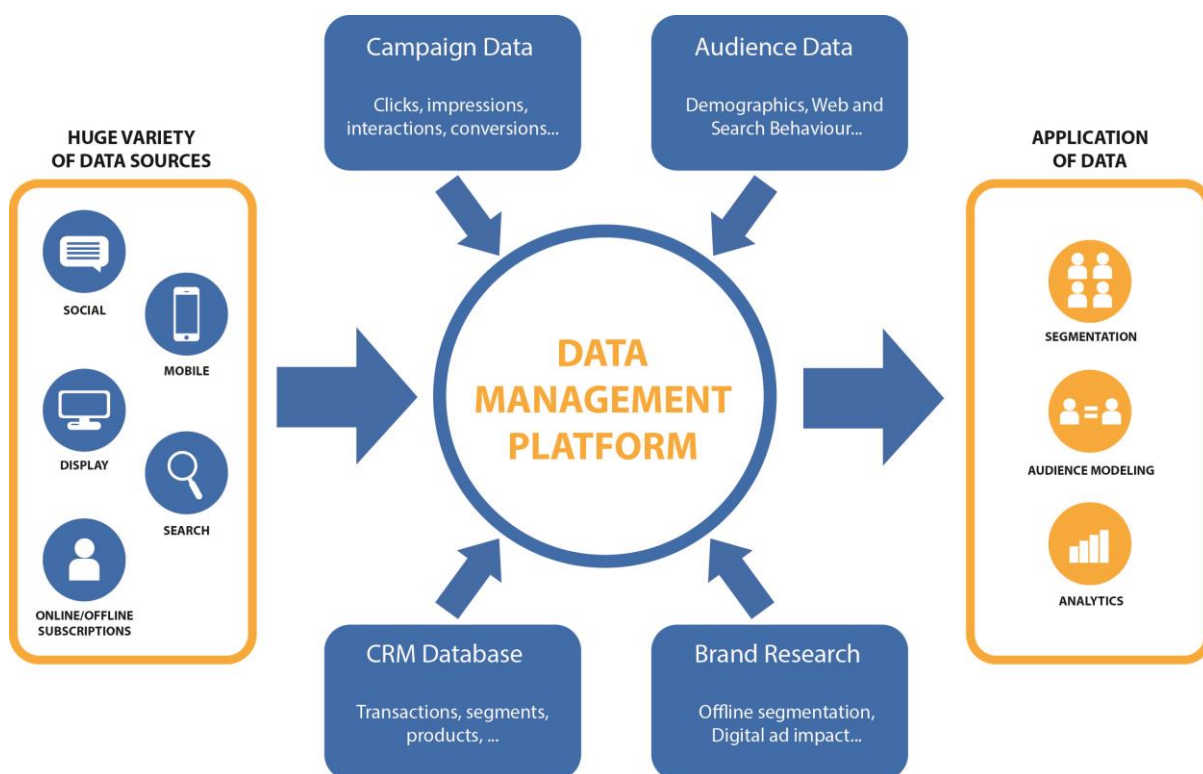 HUGE VARIETY
OF DATA SOURCES
SOCIAL
MOBILE
DISPLAY
SEARCH
ONLINE/OFFLINE
SUBSCRIPTIONS
Campaign Data
Clicks, impressions,
interactions, conversions...
Audience Data
Demographics, Web and
Search Behaviour...
DATA
MANAGEMENT
PLATFORM
CRM Database
Transactions, segments,
products, ...
Brand Research
Offline segmentation,
Digital ad impact...
APPLICATION
OF DATA
SEGMENTATION
AUDIENCE MODELING
ANALYTICS